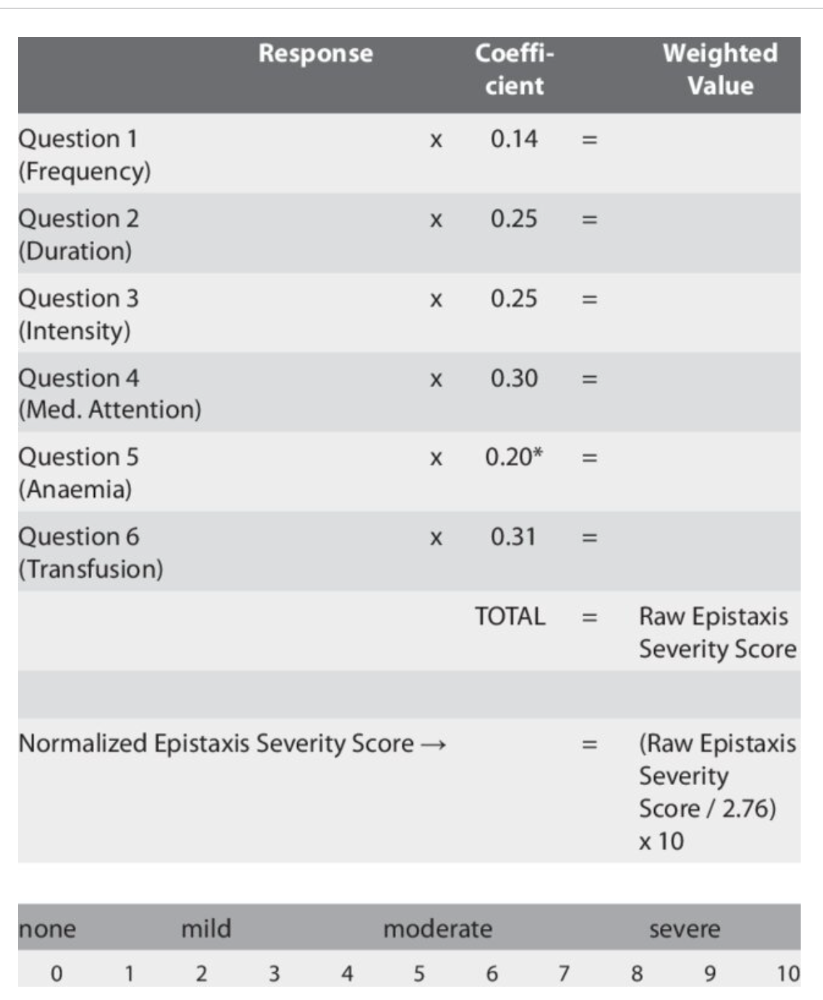 Response Coeffi- Weighted
cient Value
Question 1 x 0.14 =
(Frequency)
Question 2 x 0.25 =
(Duration)
Question 3 x 0.25 =
(Intensity)
Question 4 x 0.30 =
(Med. Attention)
Question 5 x 0.20* =
(Anaemia)
Question 6 x 0.31 =
(Transfusion)
TOTAL = Raw Epistaxis
Severity Score
Normalized Epistaxis Severity Score → = (Raw Epistaxis
Severity
Score / 2.76)
x 10
none mild moderate severe
0 1 2 3 4 5 6 7 8 9 10